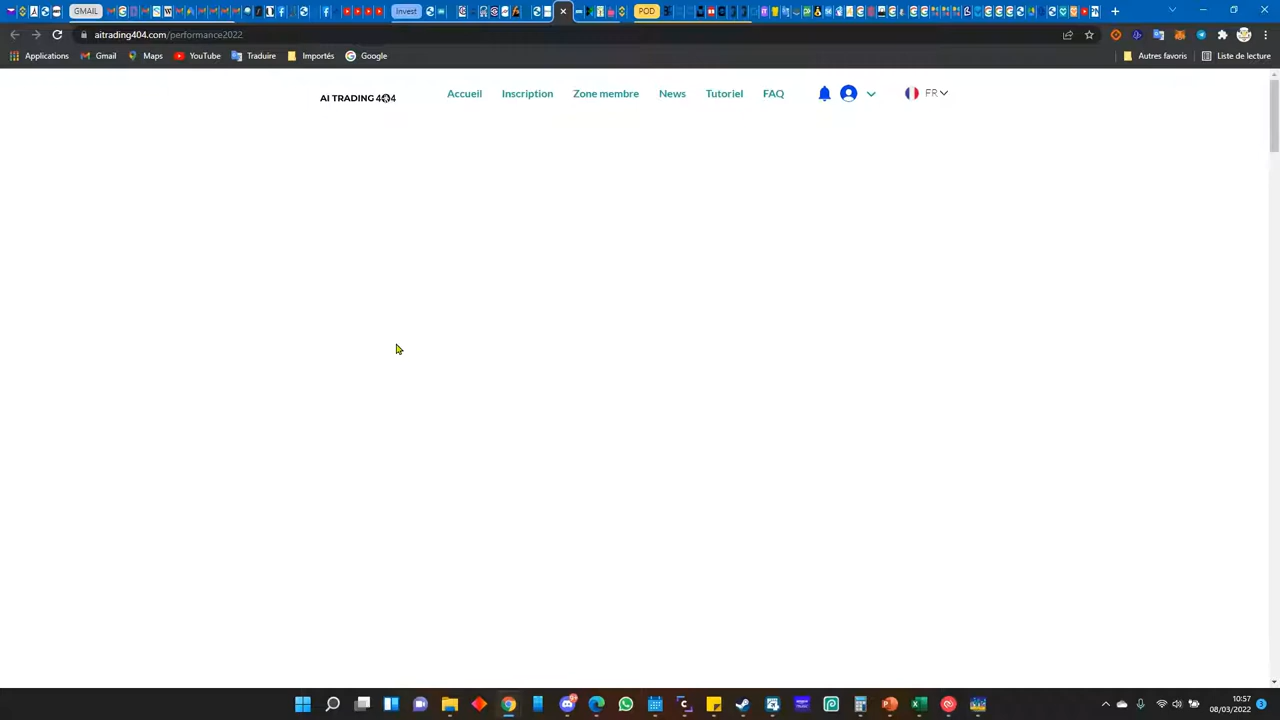 GMAIL
Invest
POD
aitrading404.com/performance2022
Applications Gmail Maps YouTube Traduire Importés Google Autres favoris Liste de lecture
AI TRADING 404 Accueil Inscription Zone membre News Tutoriel FAQ FR
10:57
08/03/2022